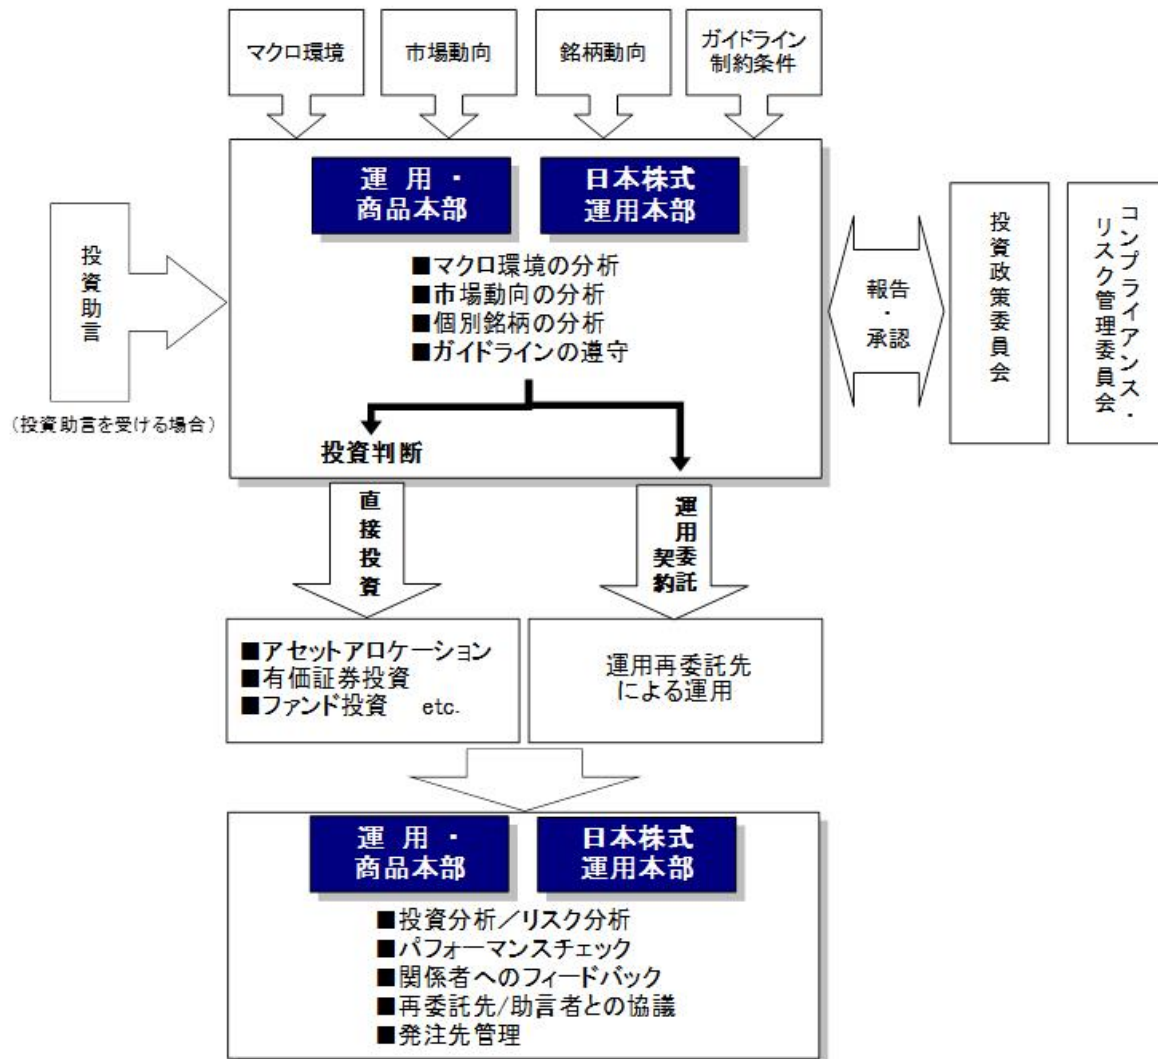 マクロ環境
市場動向
銘柄動向
ガイドライン
制約条件
運 用 ・
商品本部
日本株式
運用本部
■マクロ環境の分析
■市場動向の分析
■個別銘柄の分析
■ガイドラインの遵守
投資助言
(投資助言を受ける場合)
投資判断
報告
・
承認
投資政策委員会
コンプライアンス・
リスク管理委員会
直接投資
運用委託
契約
■アセットアロケーション
■有価証券投資
■ファンド投資 etc.
運用再委託先
による運用
運 用 ・
商品本部
日本株式
運用本部
■投資分析／リスク分析
■パフォーマンスチェック
■関係者へのフィードバック
■再委託先/助言者との協議
■発注先管理